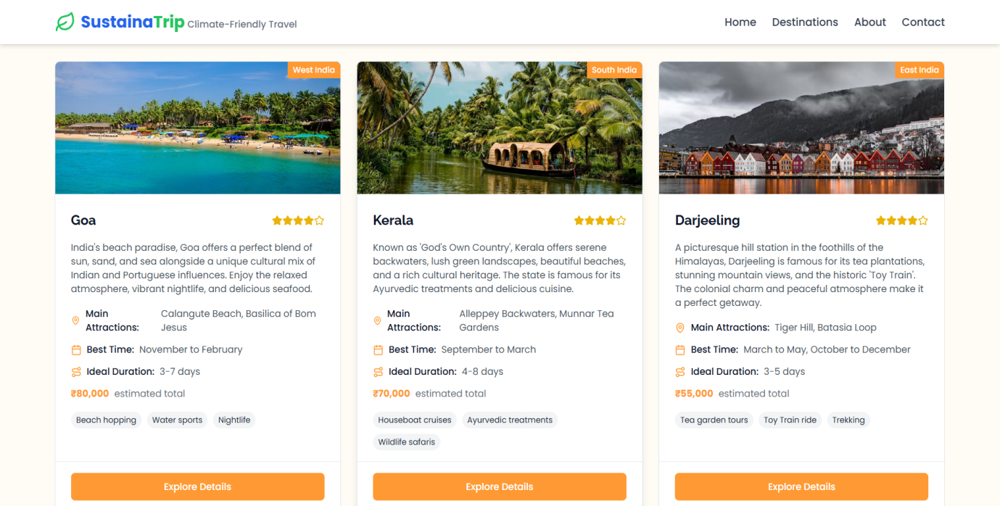 SustainaTrip Climate-Friendly Travel
Home Destinations About Contact
West India
Goa
India's beach paradise, Goa offers a perfect blend of
sun, sand, and sea alongside a unique cultural mix of
Indian and Portuguese influences. Enjoy the relaxed
atmosphere, vibrant nightlife, and delicious seafood.
Main Attractions: Calangute Beach, Basilica of Bom Jesus
Best Time: November to February
Ideal Duration: 3-7 days
₹80,000 estimated total
Beach hopping Water sports Nightlife
Explore Details
South India
Kerala
Known as 'God's Own Country', Kerala offers serene
backwaters, lush green landscapes, beautiful beaches,
and a rich cultural heritage. The state is famous for its
Ayurvedic treatments and delicious cuisine.
Main Attractions: Alleppey Backwaters, Munnar Tea Gardens
Best Time: September to March
Ideal Duration: 4-8 days
₹70,000 estimated total
Houseboat cruises Ayurvedic treatments
Wildlife safaris
Explore Details
East India
Darjeeling
A picturesque hill station in the foothills of the
Himalayas, Darjeeling is famous for its tea plantations,
stunning mountain views, and the historic 'Toy Train'.
The colonial charm and peaceful atmosphere make it
a perfect getaway.
Main Attractions: Tiger Hill, Batasia Loop
Best Time: March to May, October to December
Ideal Duration: 3-5 days
₹55,000 estimated total
Tea garden tours Toy Train ride Trekking
Explore Details